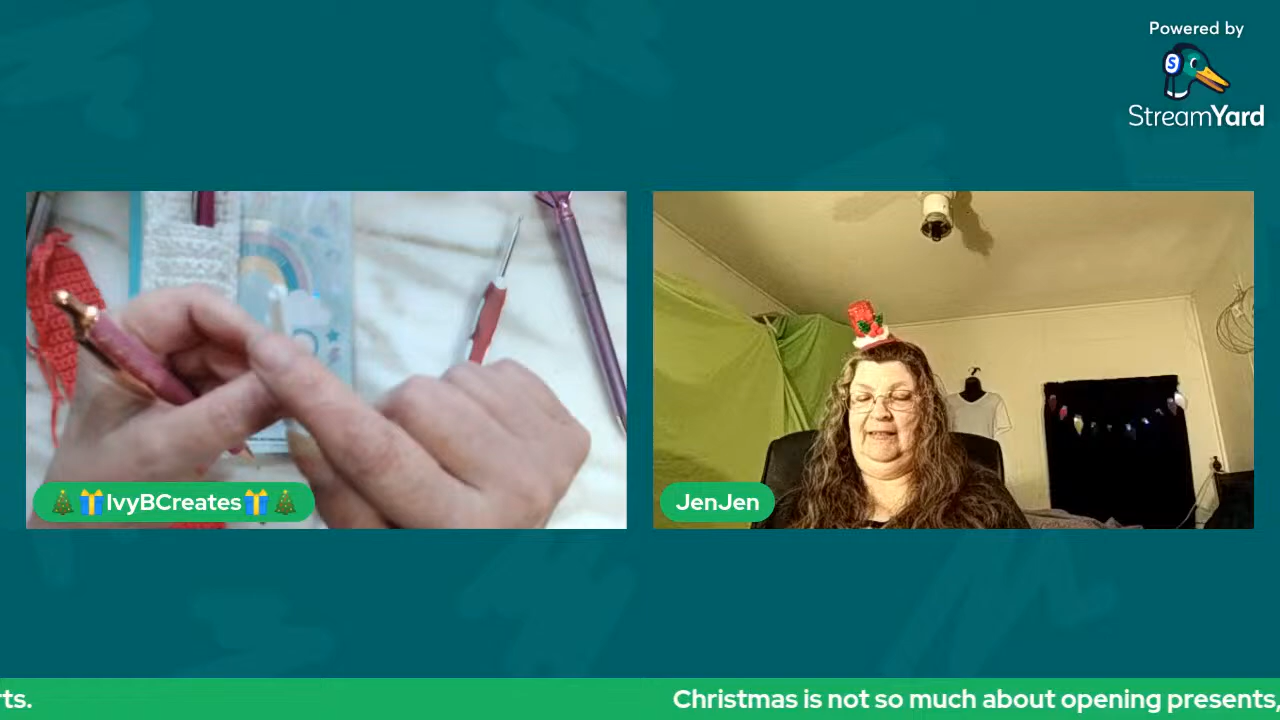 Powered by
S
StreamYard
🎄🎁IvyBCreates🎁🎄
JenJen
rts.
Christmas is not so much about opening presents,